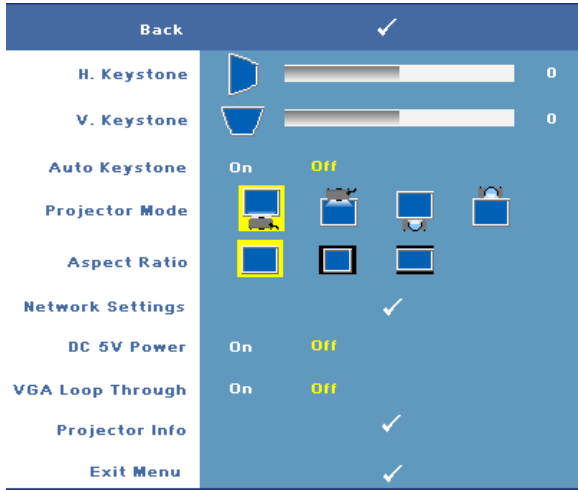 Back
H. Keystone 0
V. Keystone 0
Auto Keystone On Off
Projector Mode
Aspect Ratio
Network Settings
DC 5V Power On Off
VGA Loop Through On Off
Projector Info
Exit Menu